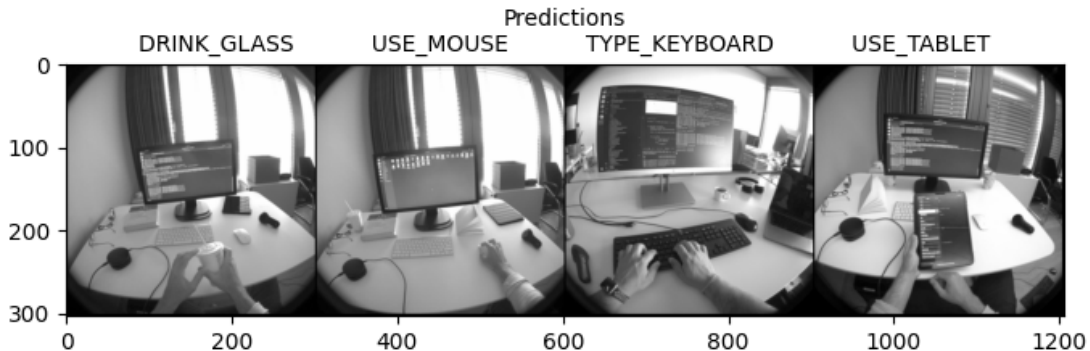 Predictions
DRINK_GLASS USE_MOUSE TYPE_KEYBOARD USE_TABLET
0
100
200
300
0 200 400 600 800 1000 1200